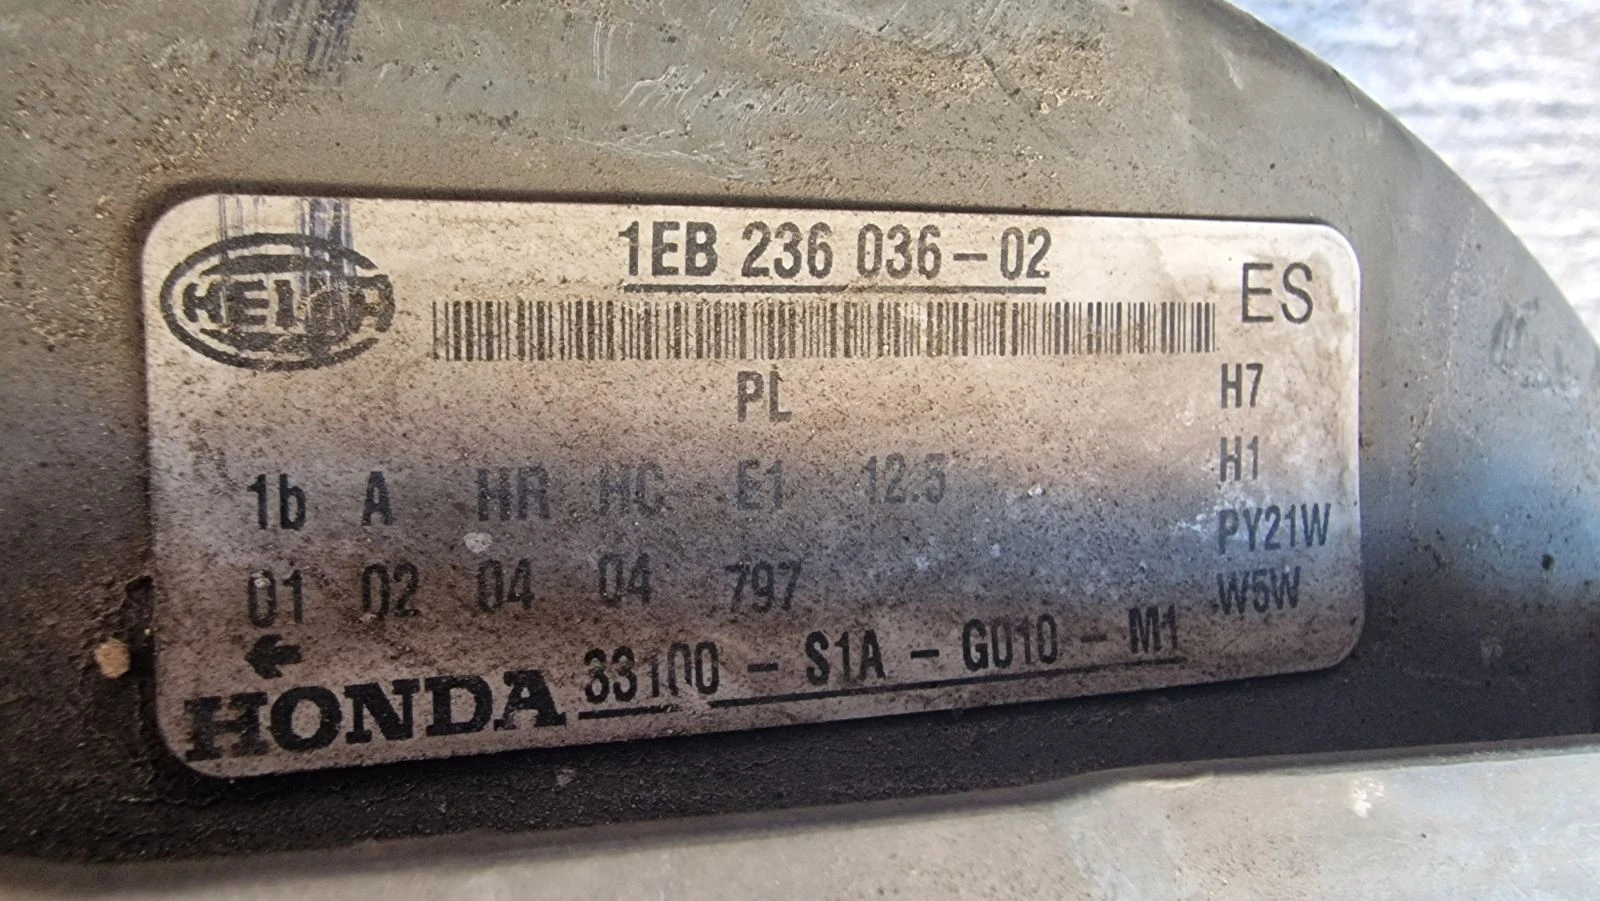 1EB 236 036-02
HELLA
ES
PL
H7
H1
1b A HR HC E1 12.5
PY21W
01 02 04 04 797
W5W
←
HONDA 33100 - S1A - G010 - M1